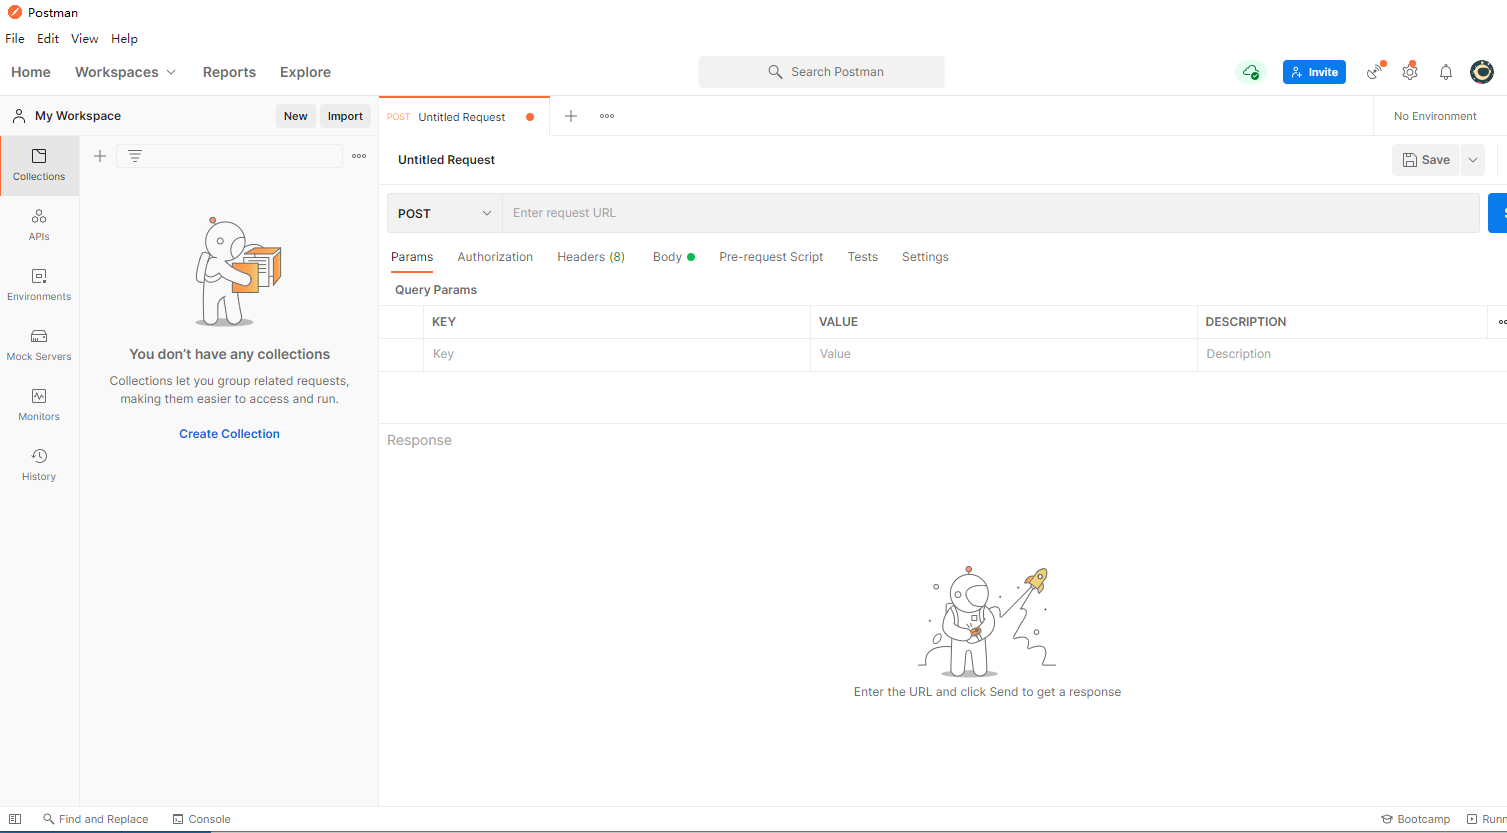 Postman
File Edit View Help
Home Workspaces Reports Explore Search Postman Invite
My Workspace New Import POST Untitled Request No Environment
Collections
APIs
Environments
Mock Servers
Monitors
History
You don’t have any collections
Collections let you group related requests,
making them easier to access and run.
Create Collection
Untitled Request Save
POST Enter request URL
Params Authorization Headers (8) Body Pre-request Script Tests Settings
Query Params
KEY VALUE DESCRIPTION
Key Value Description
Response
Enter the URL and click Send to get a response
Find and Replace Console Bootcamp